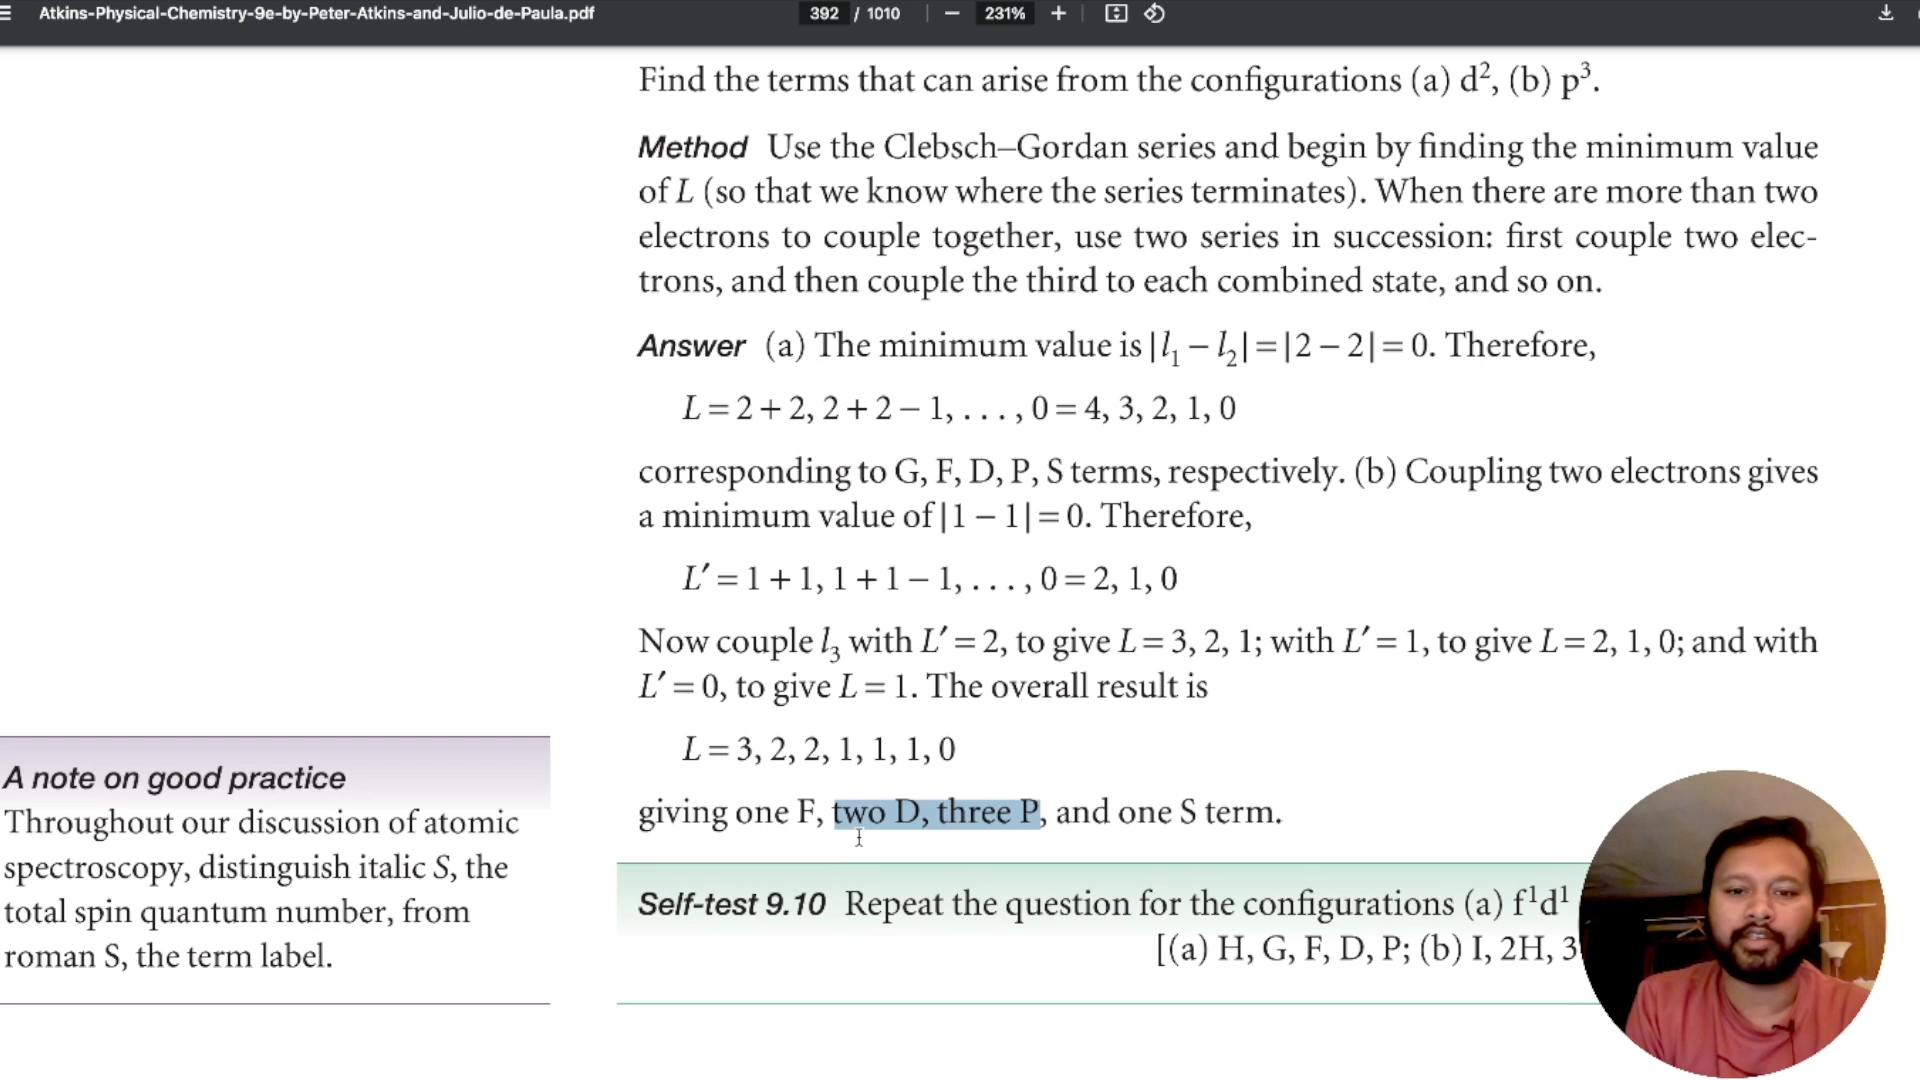 Atkins-Physical-Chemistry-9e-by-Peter-Atkins-and-Julio-de-Paula.pdf
392 / 1010
231%
Find the terms that can arise from the configurations (a) d², (b) p³.
Method Use the Clebsch–Gordan series and begin by finding the minimum value
of L (so that we know where the series terminates). When there are more than two
electrons to couple together, use two series in succession: first couple two elec-
trons, and then couple the third to each combined state, and so on.
Answer (a) The minimum value is |l₁ − l₂| = |2 − 2| = 0. Therefore,
L = 2 + 2, 2 + 2 − 1, . . . , 0 = 4, 3, 2, 1, 0
corresponding to G, F, D, P, S terms, respectively. (b) Coupling two electrons gives
a minimum value of |1 − 1| = 0. Therefore,
L′ = 1 + 1, 1 + 1 − 1, . . . , 0 = 2, 1, 0
Now couple l₃ with L′ = 2, to give L = 3, 2, 1; with L′ = 1, to give L = 2, 1, 0; and with
L′ = 0, to give L = 1. The overall result is
L = 3, 2, 2, 1, 1, 1, 0
giving one F, two D, three P, and one S term.
Self-test 9.10 Repeat the question for the configurations (a) f¹d¹
[(a) H, G, F, D, P; (b) I, 2H, 3
A note on good practice
Throughout our discussion of atomic
spectroscopy, distinguish italic S, the
total spin quantum number, from
roman S, the term label.